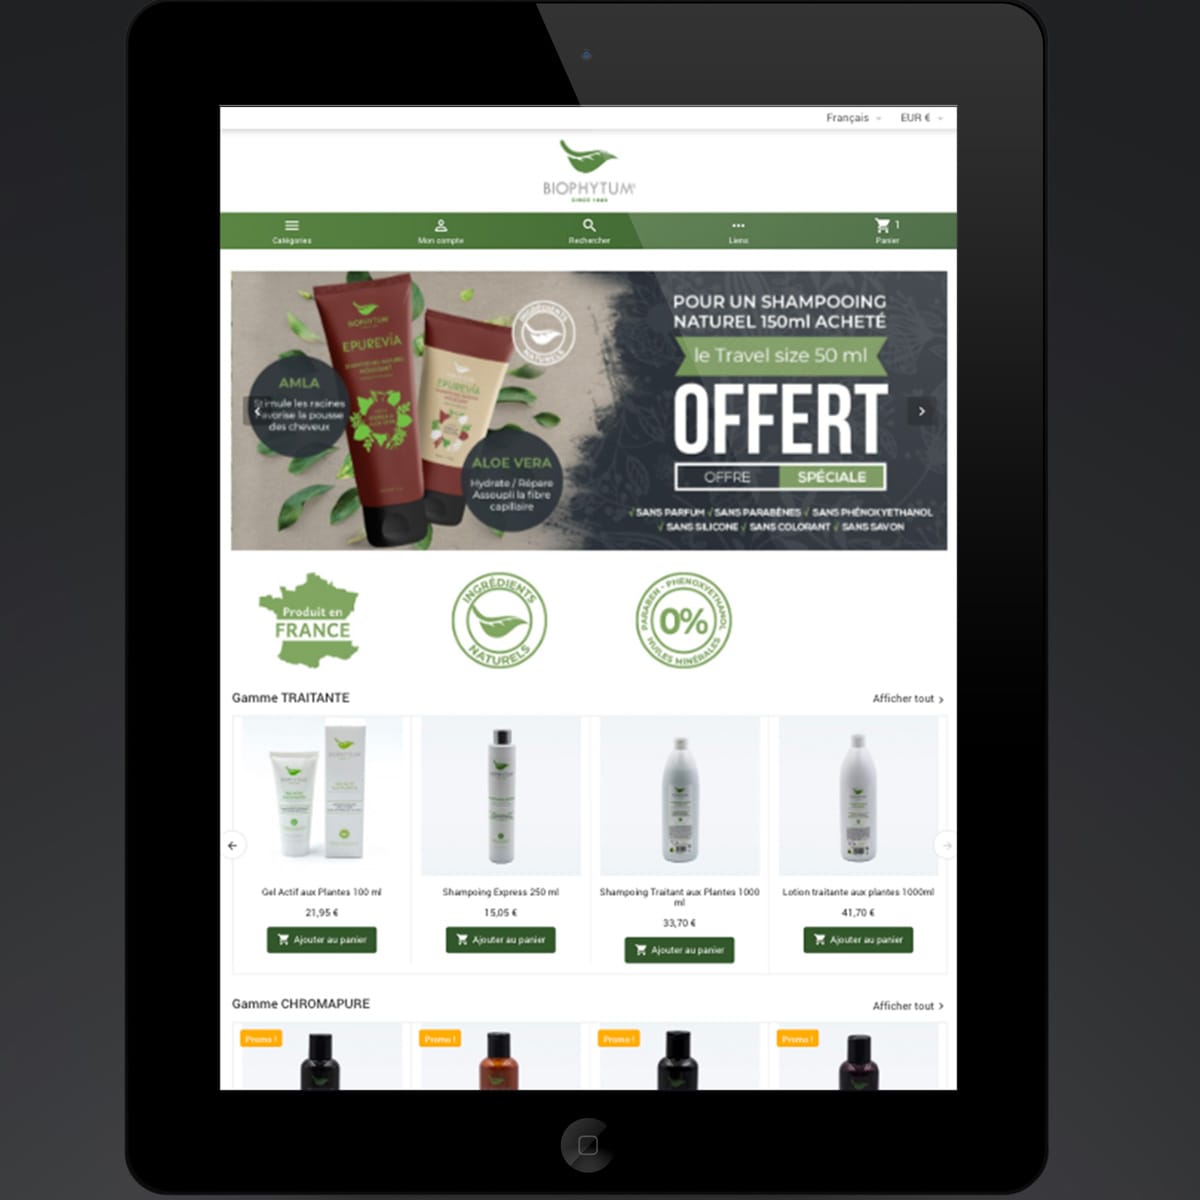 Français
EUR €
BIOPHYTUM®
SINCE 1985
Catégories
Mon compte
Rechercher
Liens
1
Panier
BIOPHYTUM
EPUREVÏA
AMLA
Stimule les racines
Favorise la pousse
des cheveux
EPUREVÏA
INGRÉDIENTS
NATURELS
ALOE VERA
Hydrate / Répare
Assoupli la fibre
capillaire
POUR UN SHAMPOOING
NATUREL 150ml ACHETÉ
le Travel size 50 ml
OFFERT
OFFRE SPÉCIALE
√SANS PARFUM √SANS PARABÈNES √SANS PHÉNOXYETHANOL
√SANS SILICONE √SANS COLORANT √SANS SAVON
Produit en
FRANCE
INGRÉDIENTS
NATURELS
PARABEN - PHENOXYETHANOL
0%
HUILES MINÉRALES
Gamme TRAITANTE
Afficher tout
BIOPHYTUM
Gel Actif aux Plantes 100 ml
21,95 €
Ajouter au panier
Shampoing Express 250 ml
15,05 €
Ajouter au panier
Shampoing Traitant aux Plantes 1000
ml
33,70 €
Ajouter au panier
Lotion traitante aux plantes 1000ml
41,70 €
Ajouter au panier
Gamme CHROMAPURE
Afficher tout
Promo !
Promo !
Promo !
Promo !